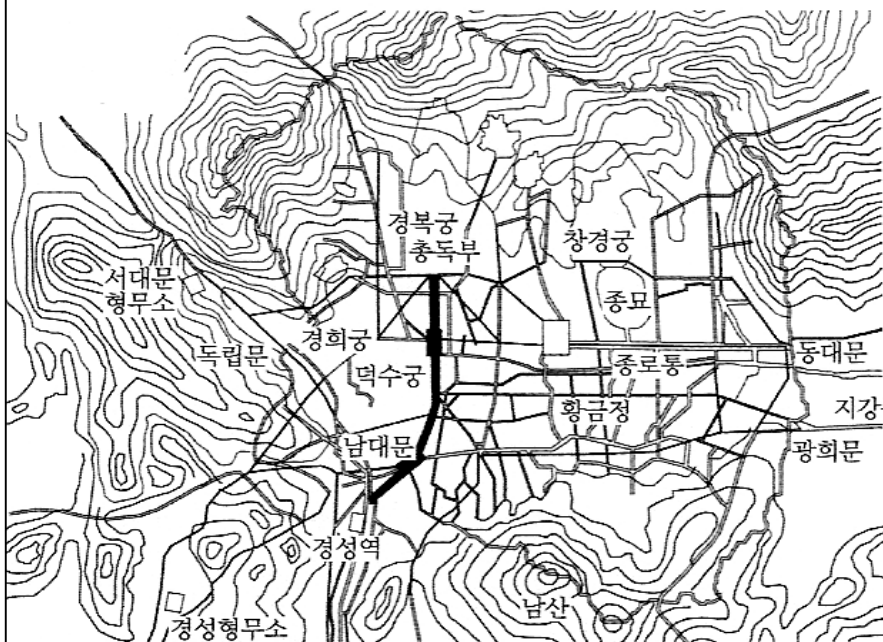 경복궁
총독부
창경궁
서대문
형무소
종묘
경희궁
독립문
덕수궁
종로통
동대문
황금정
지강
남대문
광희문
경성역
남산
경성형무소